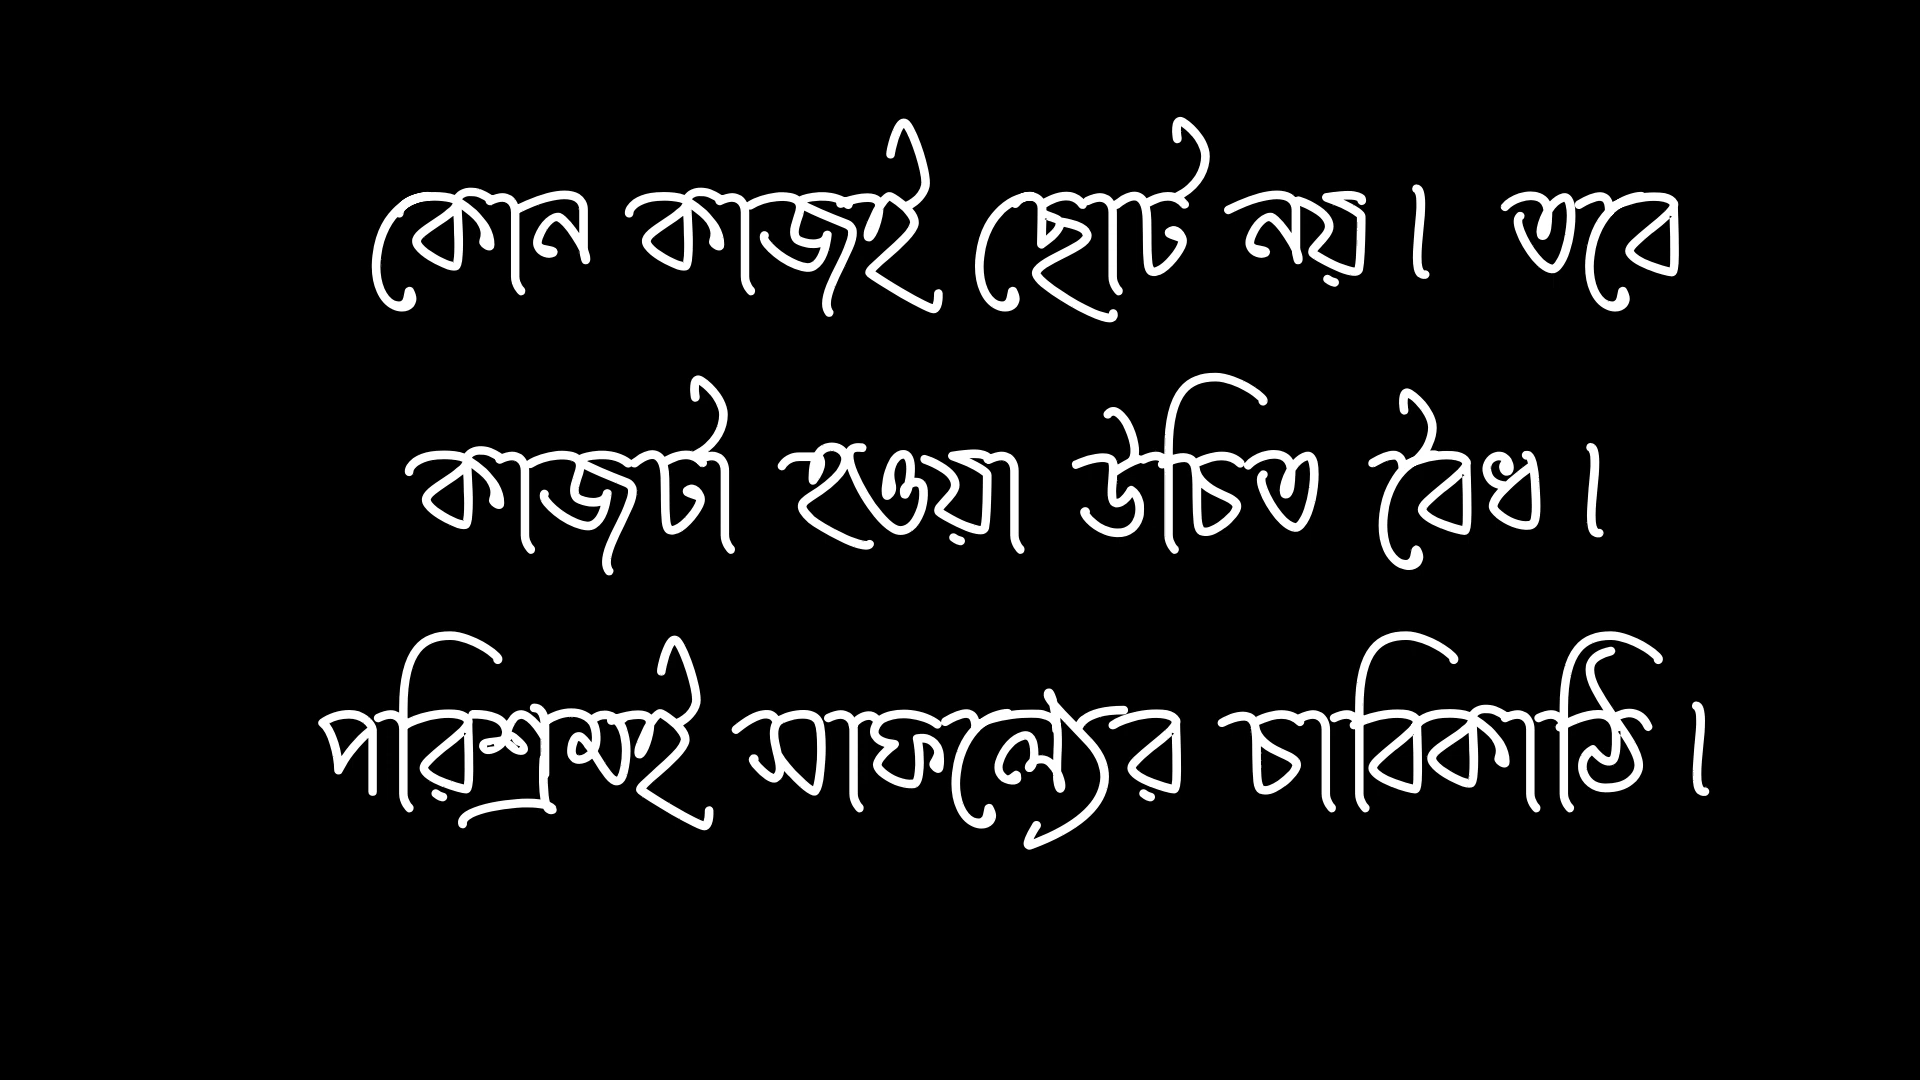 কোন কাজই ছোট নয়। তবে
কাজটা হওয়া উচিত বৈধ।
পরিশ্রমই সাফল্যের চাবিকাঠি।